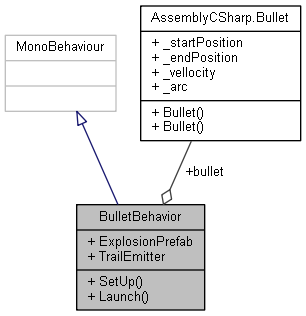 AssemblyCSharp.Bullet
+ _startPosition
+ _endPosition
+ _vellocity
+ _arc
+ Bullet()
+ Bullet()
MonoBehaviour
+bullet
BulletBehavior
+ ExplosionPrefab
+ TrailEmitter
+ SetUp()
+ Launch()